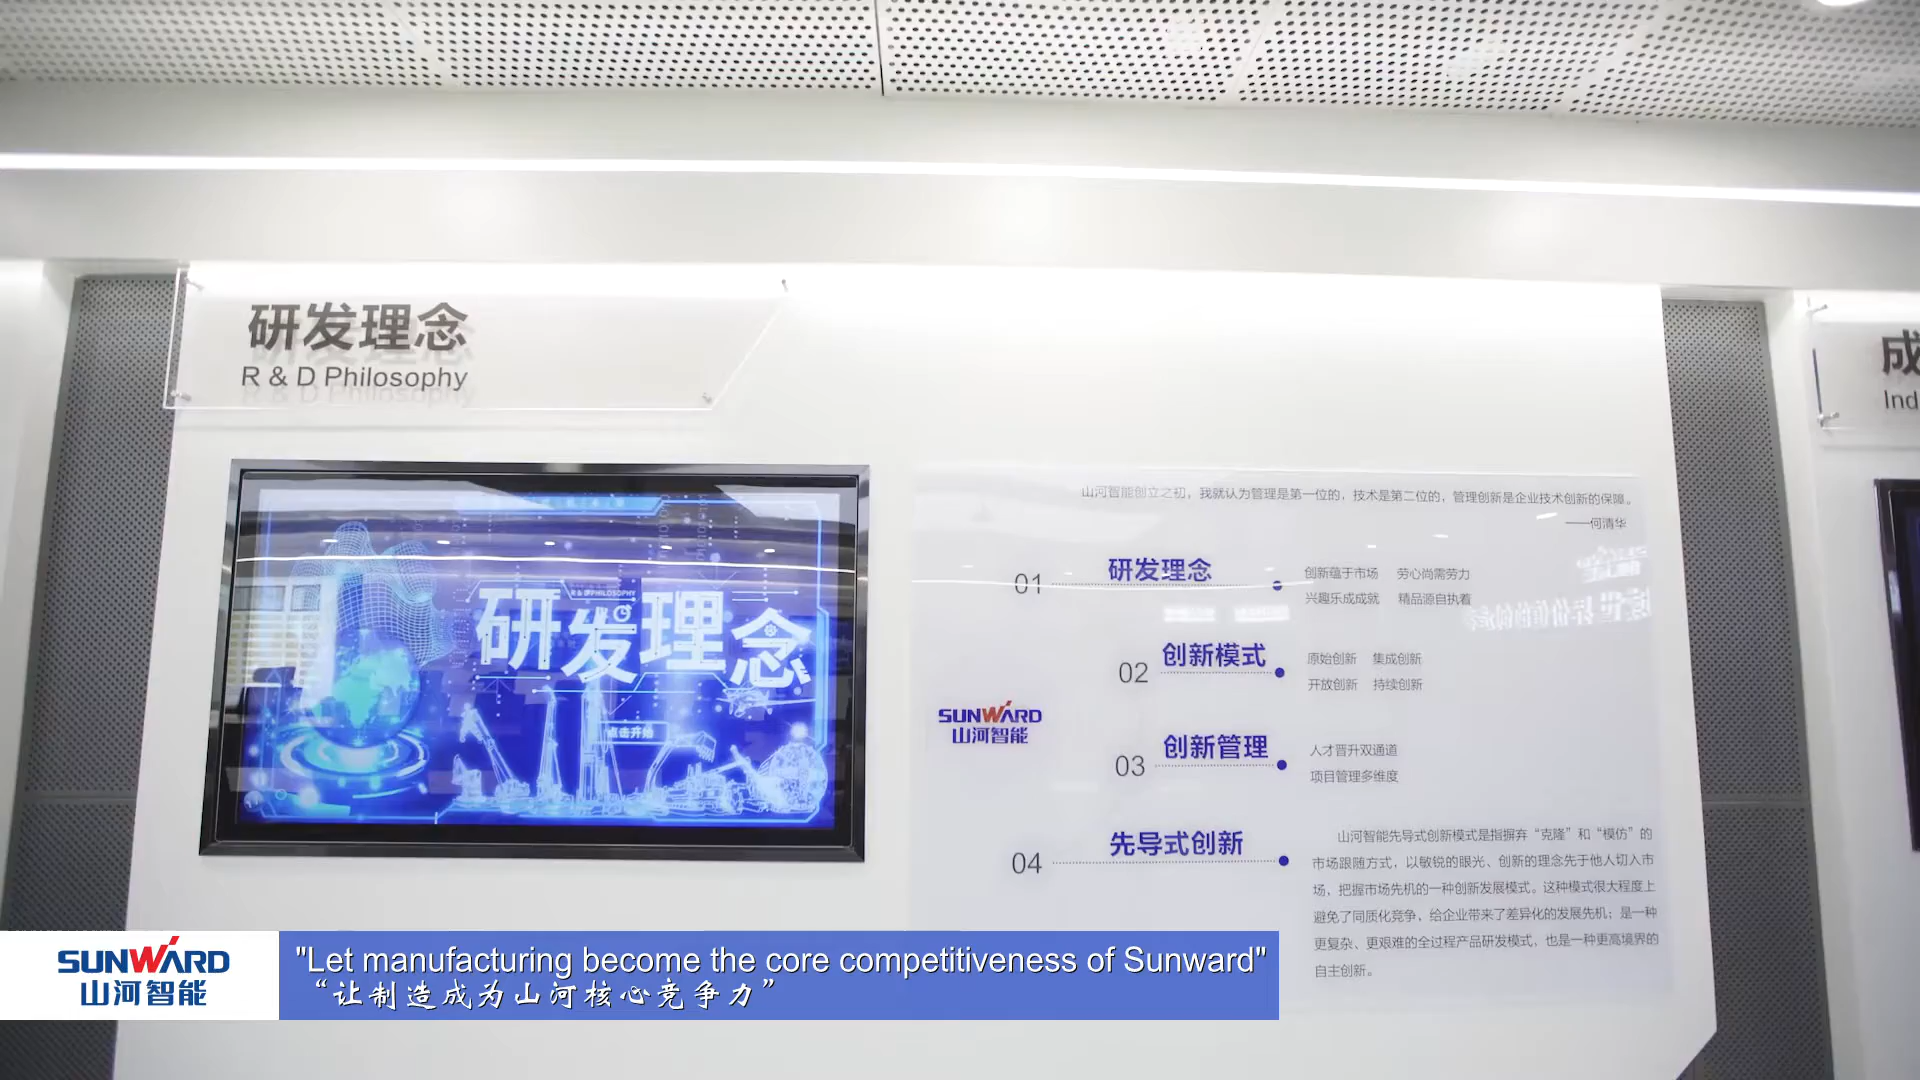 研发理念
R & D Philosophy
成
Ind
R & D PHILOSOPHY
研发理念
点击开始
山河智能创立之初，我就认为管理是第一位的，技术是第二位的，管理创新是企业技术创新的保障。
——何清华
01 研发理念
创新蕴于市场 劳心尚需劳力
兴趣乐成成就 精品源自执着
02 创新模式
原始创新 集成创新
开放创新 持续创新
SUNWARD
山河智能
03 创新管理
人才晋升双通道
项目管理多维度
04 先导式创新
山河智能先导式创新模式是指摒弃“克隆”和“模仿”的
市场跟随方式，以敏锐的眼光、创新的理念先于他人切入市
场、把握市场先机的一种创新发展模式。这种模式很大程度上
避免了同质化竞争，给企业带来了差异化的发展先机；是一种
更复杂、更艰难的全过程产品研发模式，也是一种更高境界的
自主创新。
SUNWARD
山河智能
"Let manufacturing become the core competitiveness of Sunward"
“让制造成为山河核心竞争力”